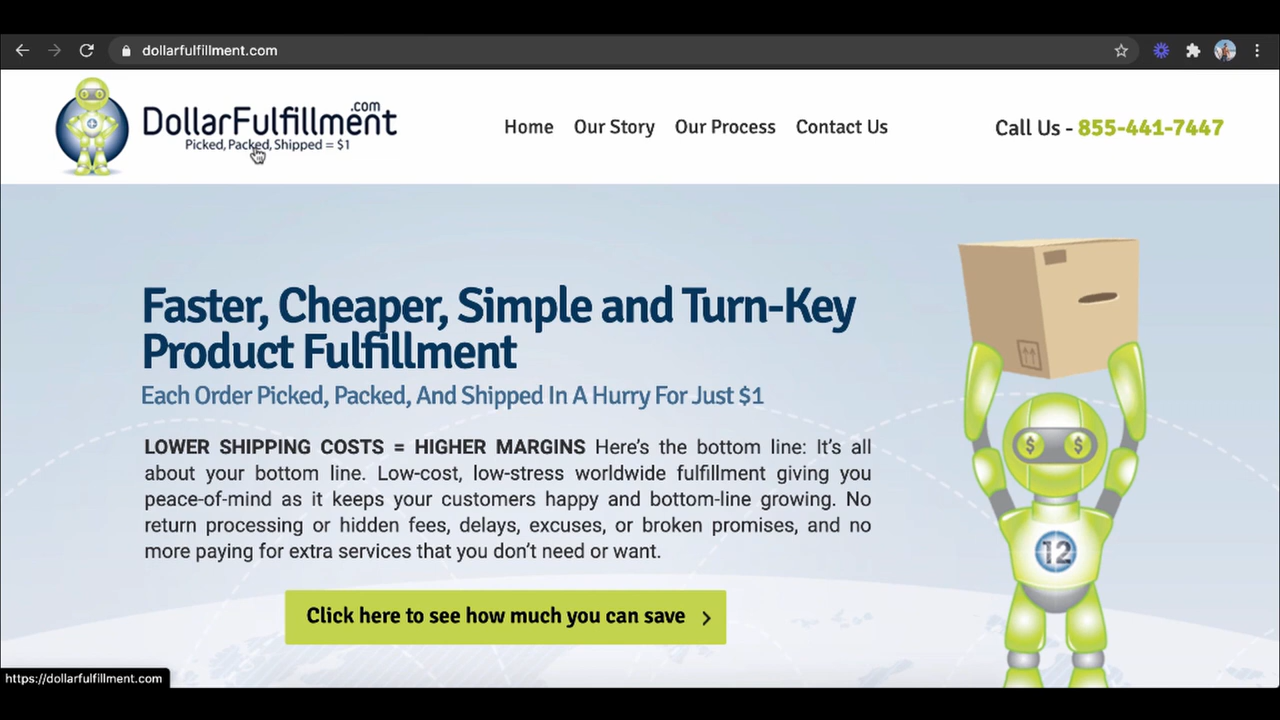 dollarfulfillment.com
DollarFulfillment.com
Picked, Packed, Shipped = $1
Home Our Story Our Process Contact Us
Call Us - 855-441-7447
Faster, Cheaper, Simple and Turn-Key
Product Fulfillment
Each Order Picked, Packed, And Shipped In A Hurry For Just $1
LOWER SHIPPING COSTS = HIGHER MARGINS Here's the bottom line: It's all
about your bottom line. Low-cost, low-stress worldwide fulfillment giving you
peace-of-mind as it keeps your customers happy and bottom-line growing. No
return processing or hidden fees, delays, excuses, or broken promises, and no
more paying for extra services that you don't need or want.
$ $
12
Click here to see how much you can save >
https://dollarfulfillment.com